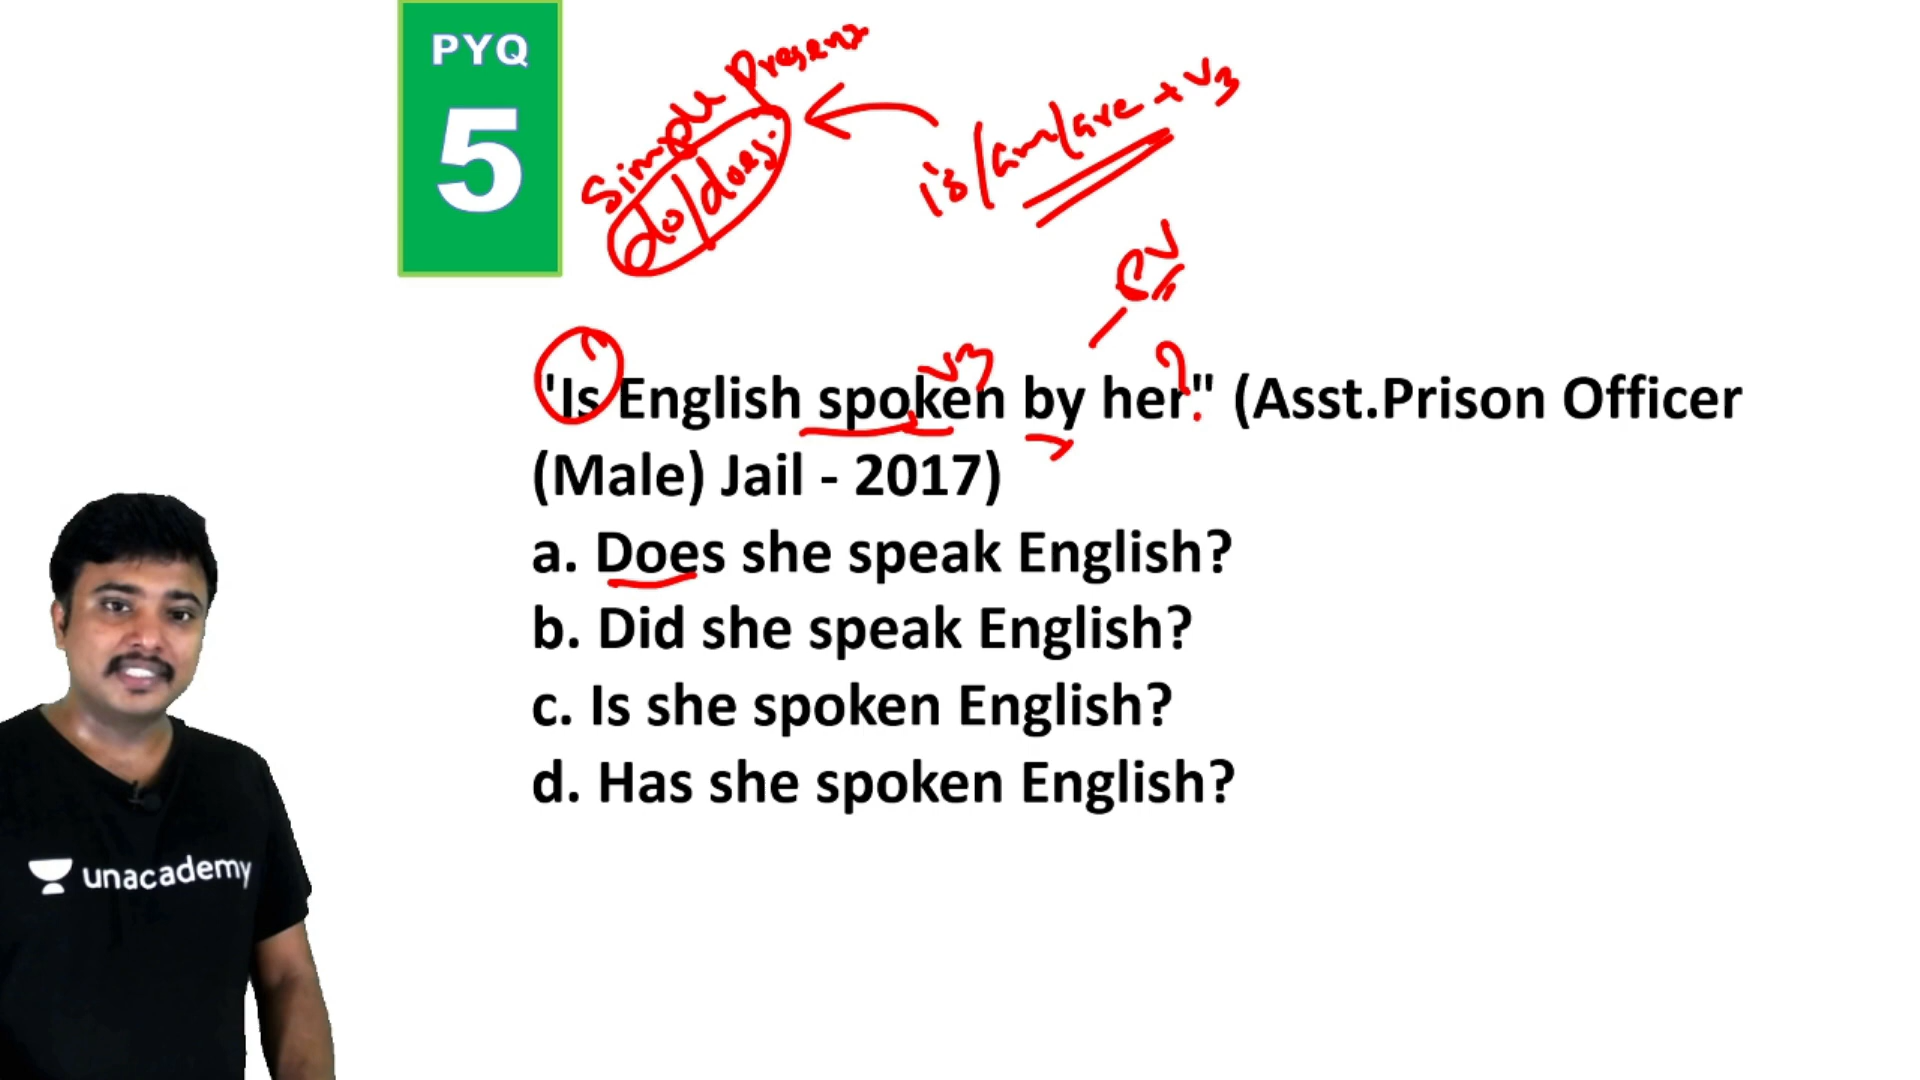 PYQ
5
Simple Present
do/does.
is/am/are + v3
PV
v3
?
'Is English spoken by her." (Asst.Prison Officer
(Male) Jail - 2017)
a. Does she speak English?
b. Did she speak English?
c. Is she spoken English?
d. Has she spoken English?
unacademy